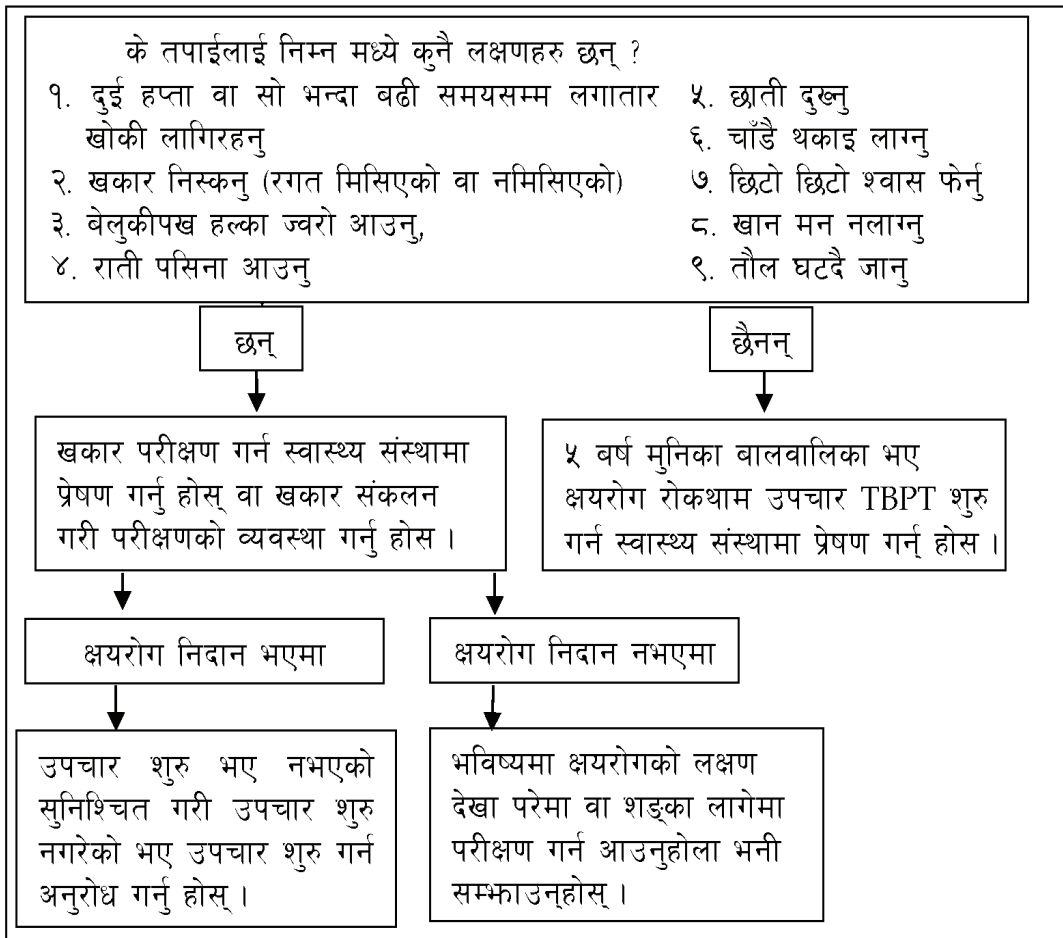 के तपाईलाई निम्न मध्ये कुनै लक्षणहरु छन् ?
१. दुई हप्ता वा सो भन्दा बढी समयसम्म लगातार
खोकी लागिरहनु
२. खकार निस्कनु (रगत मिसिएको वा नमिसिएको)
३. बेलुकीपख हल्का ज्वरो आउनु,
४. राती पसिना आउनु
५. छाती दुख्नु
६. चाँडै थकाइ लाग्नु
७. छिटो छिटो श्वास फेर्नु
८. खान मन नलाग्नु
९. तौल घटदै जानु
छन्
छैनन्
खकार परीक्षण गर्न स्वास्थ्य संस्थामा
प्रेषण गर्नु होस् वा खकार संकलन
गरी परीक्षणको व्यवस्था गर्नु होस ।
५ बर्ष मुनिका बालवालिका भए
क्षयरोग रोकथाम उपचार TBPT शुरु
गर्न स्वास्थ्य संस्थामा प्रेषण गर्न् होस ।
क्षयरोग निदान भएमा
क्षयरोग निदान नभएमा
उपचार शुरु भए नभएको
सुनिश्चित गरी उपचार शुरु
नगरेको भए उपचार शुरु गर्न
अनुरोध गर्नु होस् ।
भविष्यमा क्षयरोगको लक्षण
देखा परेमा वा शङ्का लागेमा
परीक्षण गर्न आउनुहोला भनी
सम्झाउन्होस् ।